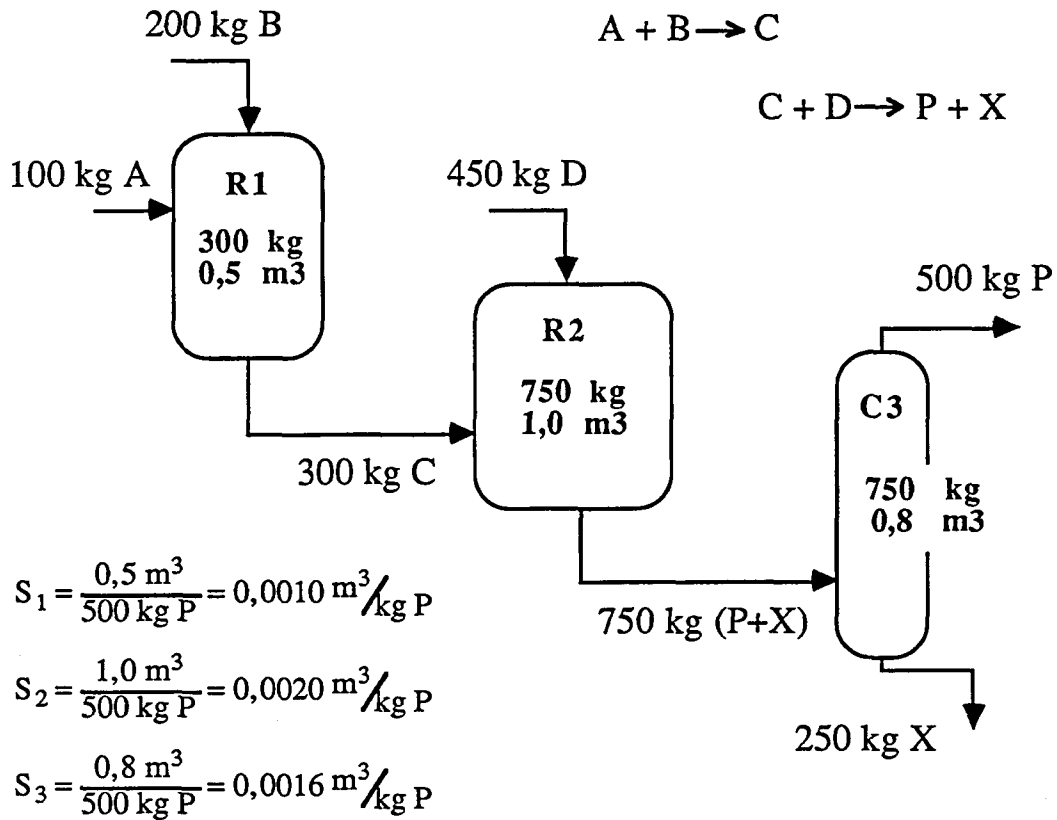 200 kg B
A + B → C
C + D → P + X
100 kg A
R1
300 kg
0,5 m3
450 kg D
R2
750 kg
1,0 m3
500 kg P
C3
750 kg
0,8 m3
300 kg C
750 kg (P+X)
250 kg X
S₁ = 0,5 m³ / 500 kg P = 0,0010 m³/kg P
S₂ = 1,0 m³ / 500 kg P = 0,0020 m³/kg P
S₃ = 0,8 m³ / 500 kg P = 0,0016 m³/kg P